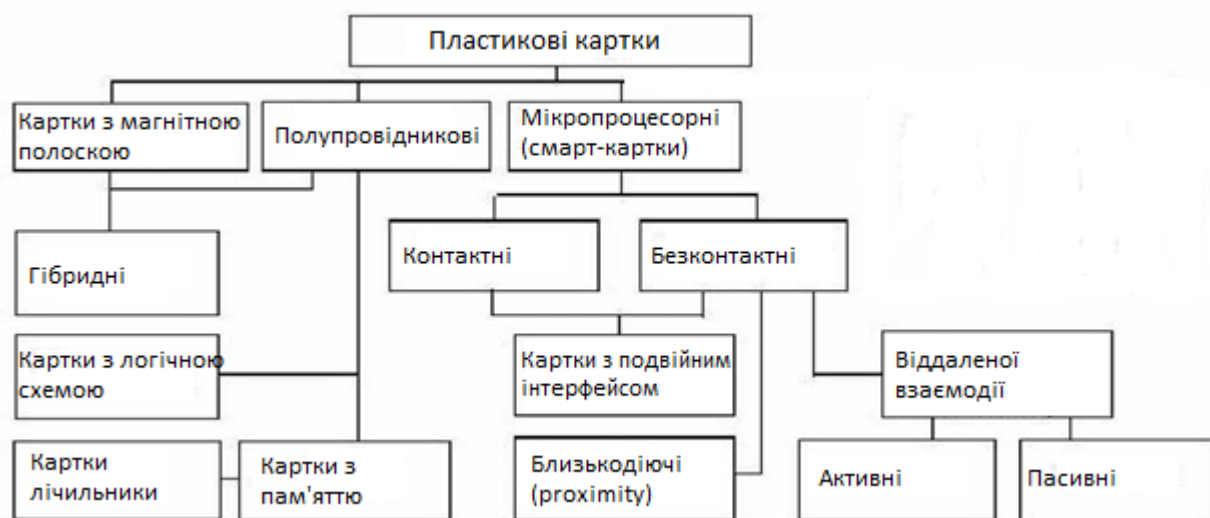 Пластикові картки
Картки з магнітною
полоскою
Полупровідникові
Мікропроцесорні
(смарт-картки)
Гібридні
Контактні
Безконтактні
Картки з логічною
схемою
Картки з подвійним
інтерфейсом
Віддаленої
взаємодії
Картки
лічильники
Картки з
пам'яттю
Близькодіючі
(proximity)
Активні
Пасивні